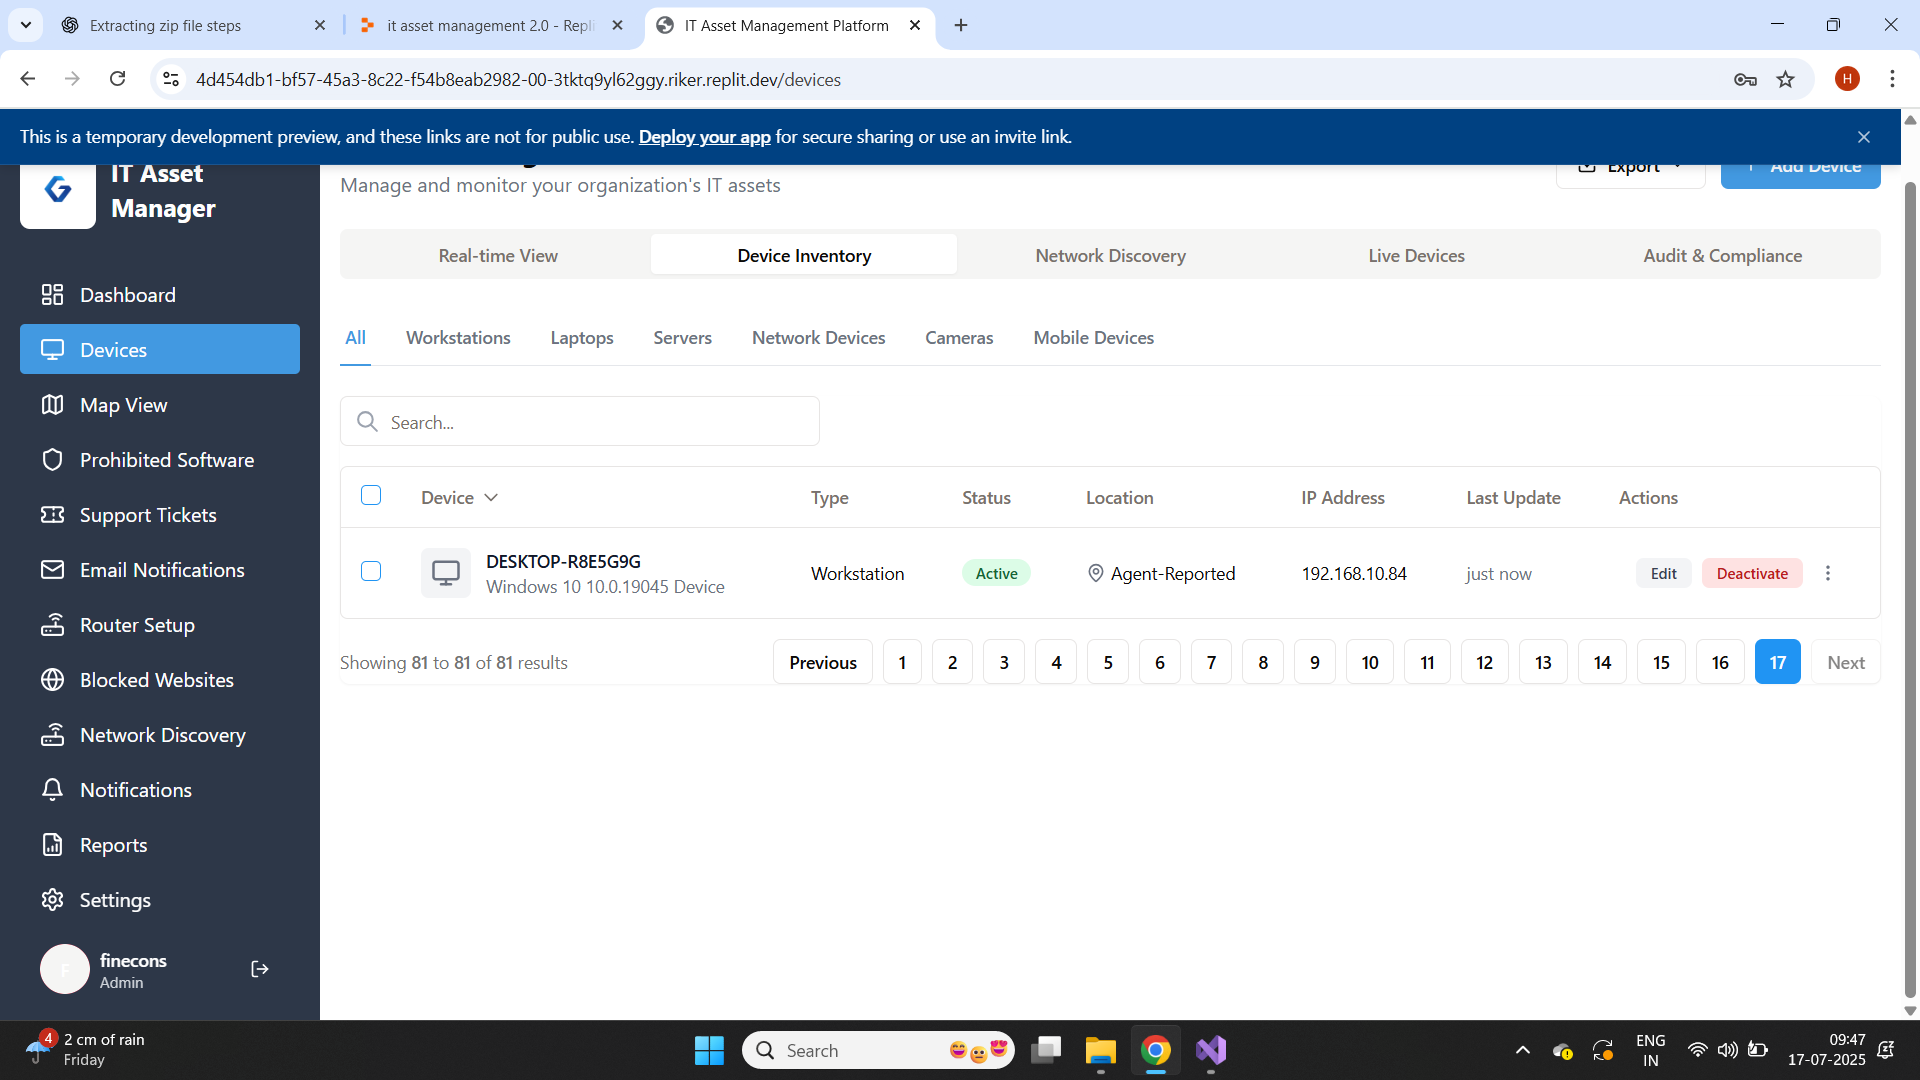 Extracting zip file steps
it asset management 2.0 - Repl
IT Asset Management Platform
4d454db1-bf57-45a3-8c22-f54b8eab2982-00-3tktq9yl62ggy.riker.replit.dev/devices
H
This is a temporary development preview, and these links are not for public use. Deploy your app for secure sharing or use an invite link.
IT Asset
Manager
Manage and monitor your organization's IT assets
Export
Add Device
Real-time View
Device Inventory
Network Discovery
Live Devices
Audit & Compliance
Dashboard
Devices
Map View
Prohibited Software
Support Tickets
Email Notifications
Router Setup
Blocked Websites
Network Discovery
Notifications
Reports
Settings
F
finecons
Admin
All
Workstations
Laptops
Servers
Network Devices
Cameras
Mobile Devices
Search...
Device
Type
Status
Location
IP Address
Last Update
Actions
DESKTOP-R8E5G9G
Windows 10 10.0.19045 Device
Workstation
Active
Agent-Reported
192.168.10.84
just now
Edit
Deactivate
Showing 81 to 81 of 81 results
Previous
1
2
3
4
5
6
7
8
9
10
11
12
13
14
15
16
17
Next
4
2 cm of rain
Friday
Search
ENG
IN
09:47
17-07-2025